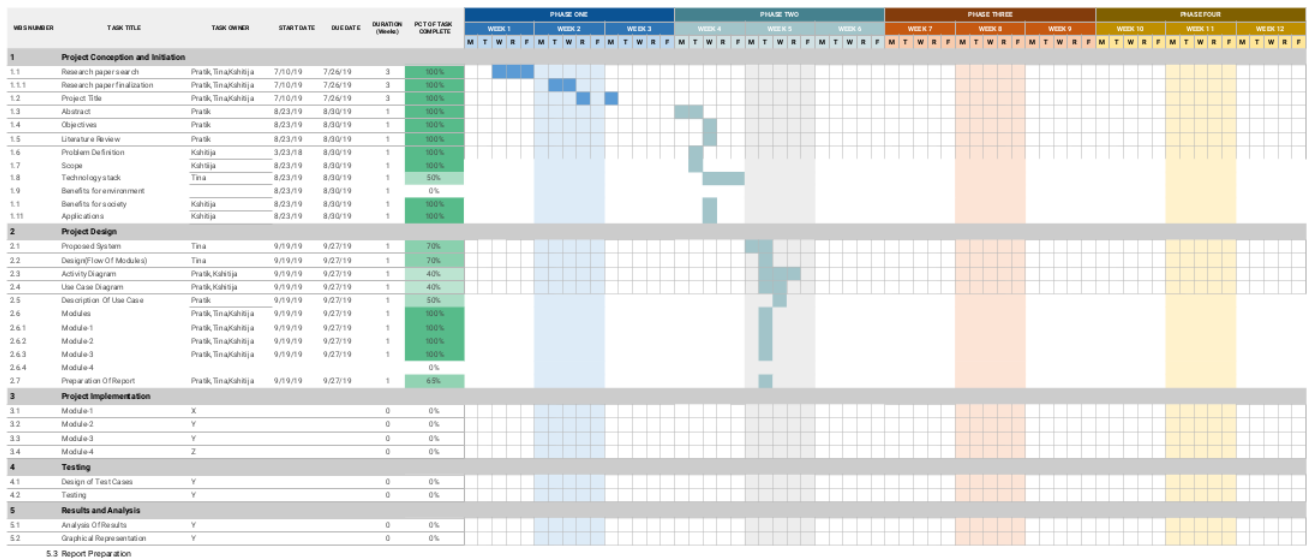 PHASE ONE PHASE TWO PHASE THREE PHASE FOUR
WBS NUMBER TASK TITLE TASK OWNER START DATE DUE DATE DURATION (Weeks) PCT OF TASK COMPLETE WEEK 1 WEEK 2 WEEK 3 WEEK 4 WEEK 5 WEEK 6 WEEK 7 WEEK 8 WEEK 9 WEEK 10 WEEK 11 WEEK 12
M T W R F M T W R F M T W R F M T W R F M T W R F M T W R F M T W R F M T W R F M T W R F M T W R F M T W R F M T W R F
1 Project Conception and Initiation
1.1 Research paper search Pratik,Tina,Kshitija 7/10/19 7/26/19 3 100%
1.1.1 Research paper finalization Pratik,Tina,Kshitija 7/10/19 7/26/19 3 100%
1.2 Project Title Pratik,Tina,Kshitija 7/10/19 7/26/19 3 100%
1.3 Abstract Pratik 8/23/19 8/30/19 1 100%
1.4 Objectives Pratik 8/23/19 8/30/19 1 100%
1.5 Literature Review Pratik 8/23/19 8/30/19 1 100%
1.6 Problem Definition Kshitija 3/23/18 8/30/19 1 100%
1.7 Scope Kshtiija 8/23/19 8/30/19 1 100%
1.8 Technology stack Tina 8/23/19 8/30/19 1 50%
1.9 Benefits for environment 8/23/19 8/30/19 1 0%
1.1 Benefits for society Kshitija 8/23/19 8/30/19 1 100%
1.11 Applications Kshitija 8/23/19 8/30/19 1 100%
2 Project Design
2.1 Proposed System Tina 9/19/19 9/27/19 1 70%
2.2 Design(Flow Of Modules) Tina 9/19/19 9/27/19 1 70%
2.3 Activity Diagram Pratik,Kshitija 9/19/19 9/27/19 1 40%
2.4 Use Case Diagram Pratik,Kshitija 9/19/19 9/27/19 1 40%
2.5 Description Of Use Case Pratik 9/19/19 9/27/19 1 50%
2.6 Modules Pratik,Tina,Kshitija 9/19/19 9/27/19 1 100%
2.6.1 Module-1 Pratik,Tina,Kshitija 9/19/19 9/27/19 1 100%
2.6.2 Module-2 Pratik,Tina,Kshitija 9/19/19 9/27/19 1 100%
2.6.3 Module-3 Pratik,Tina,Kshitija 9/19/19 9/27/19 1 100%
2.6.4 Module-4 0%
2.7 Preparation Of Report Pratik,Tina,Kshitija 9/19/19 9/27/19 1 65%
3 Project Implementation
3.1 Module-1 X 0 0%
3.2 Module-2 Y 0 0%
3.3 Module-3 Y 0 0%
3.4 Module-4 Z 0 0%
4 Testing
4.1 Design of Test Cases Y 0 0%
4.2 Testing Y 0 0%
5 Results and Analysis
5.1 Analysis Of Results Y 0 0%
5.2 Graphical Representation Y 0 0%
5.3 Report Preparation